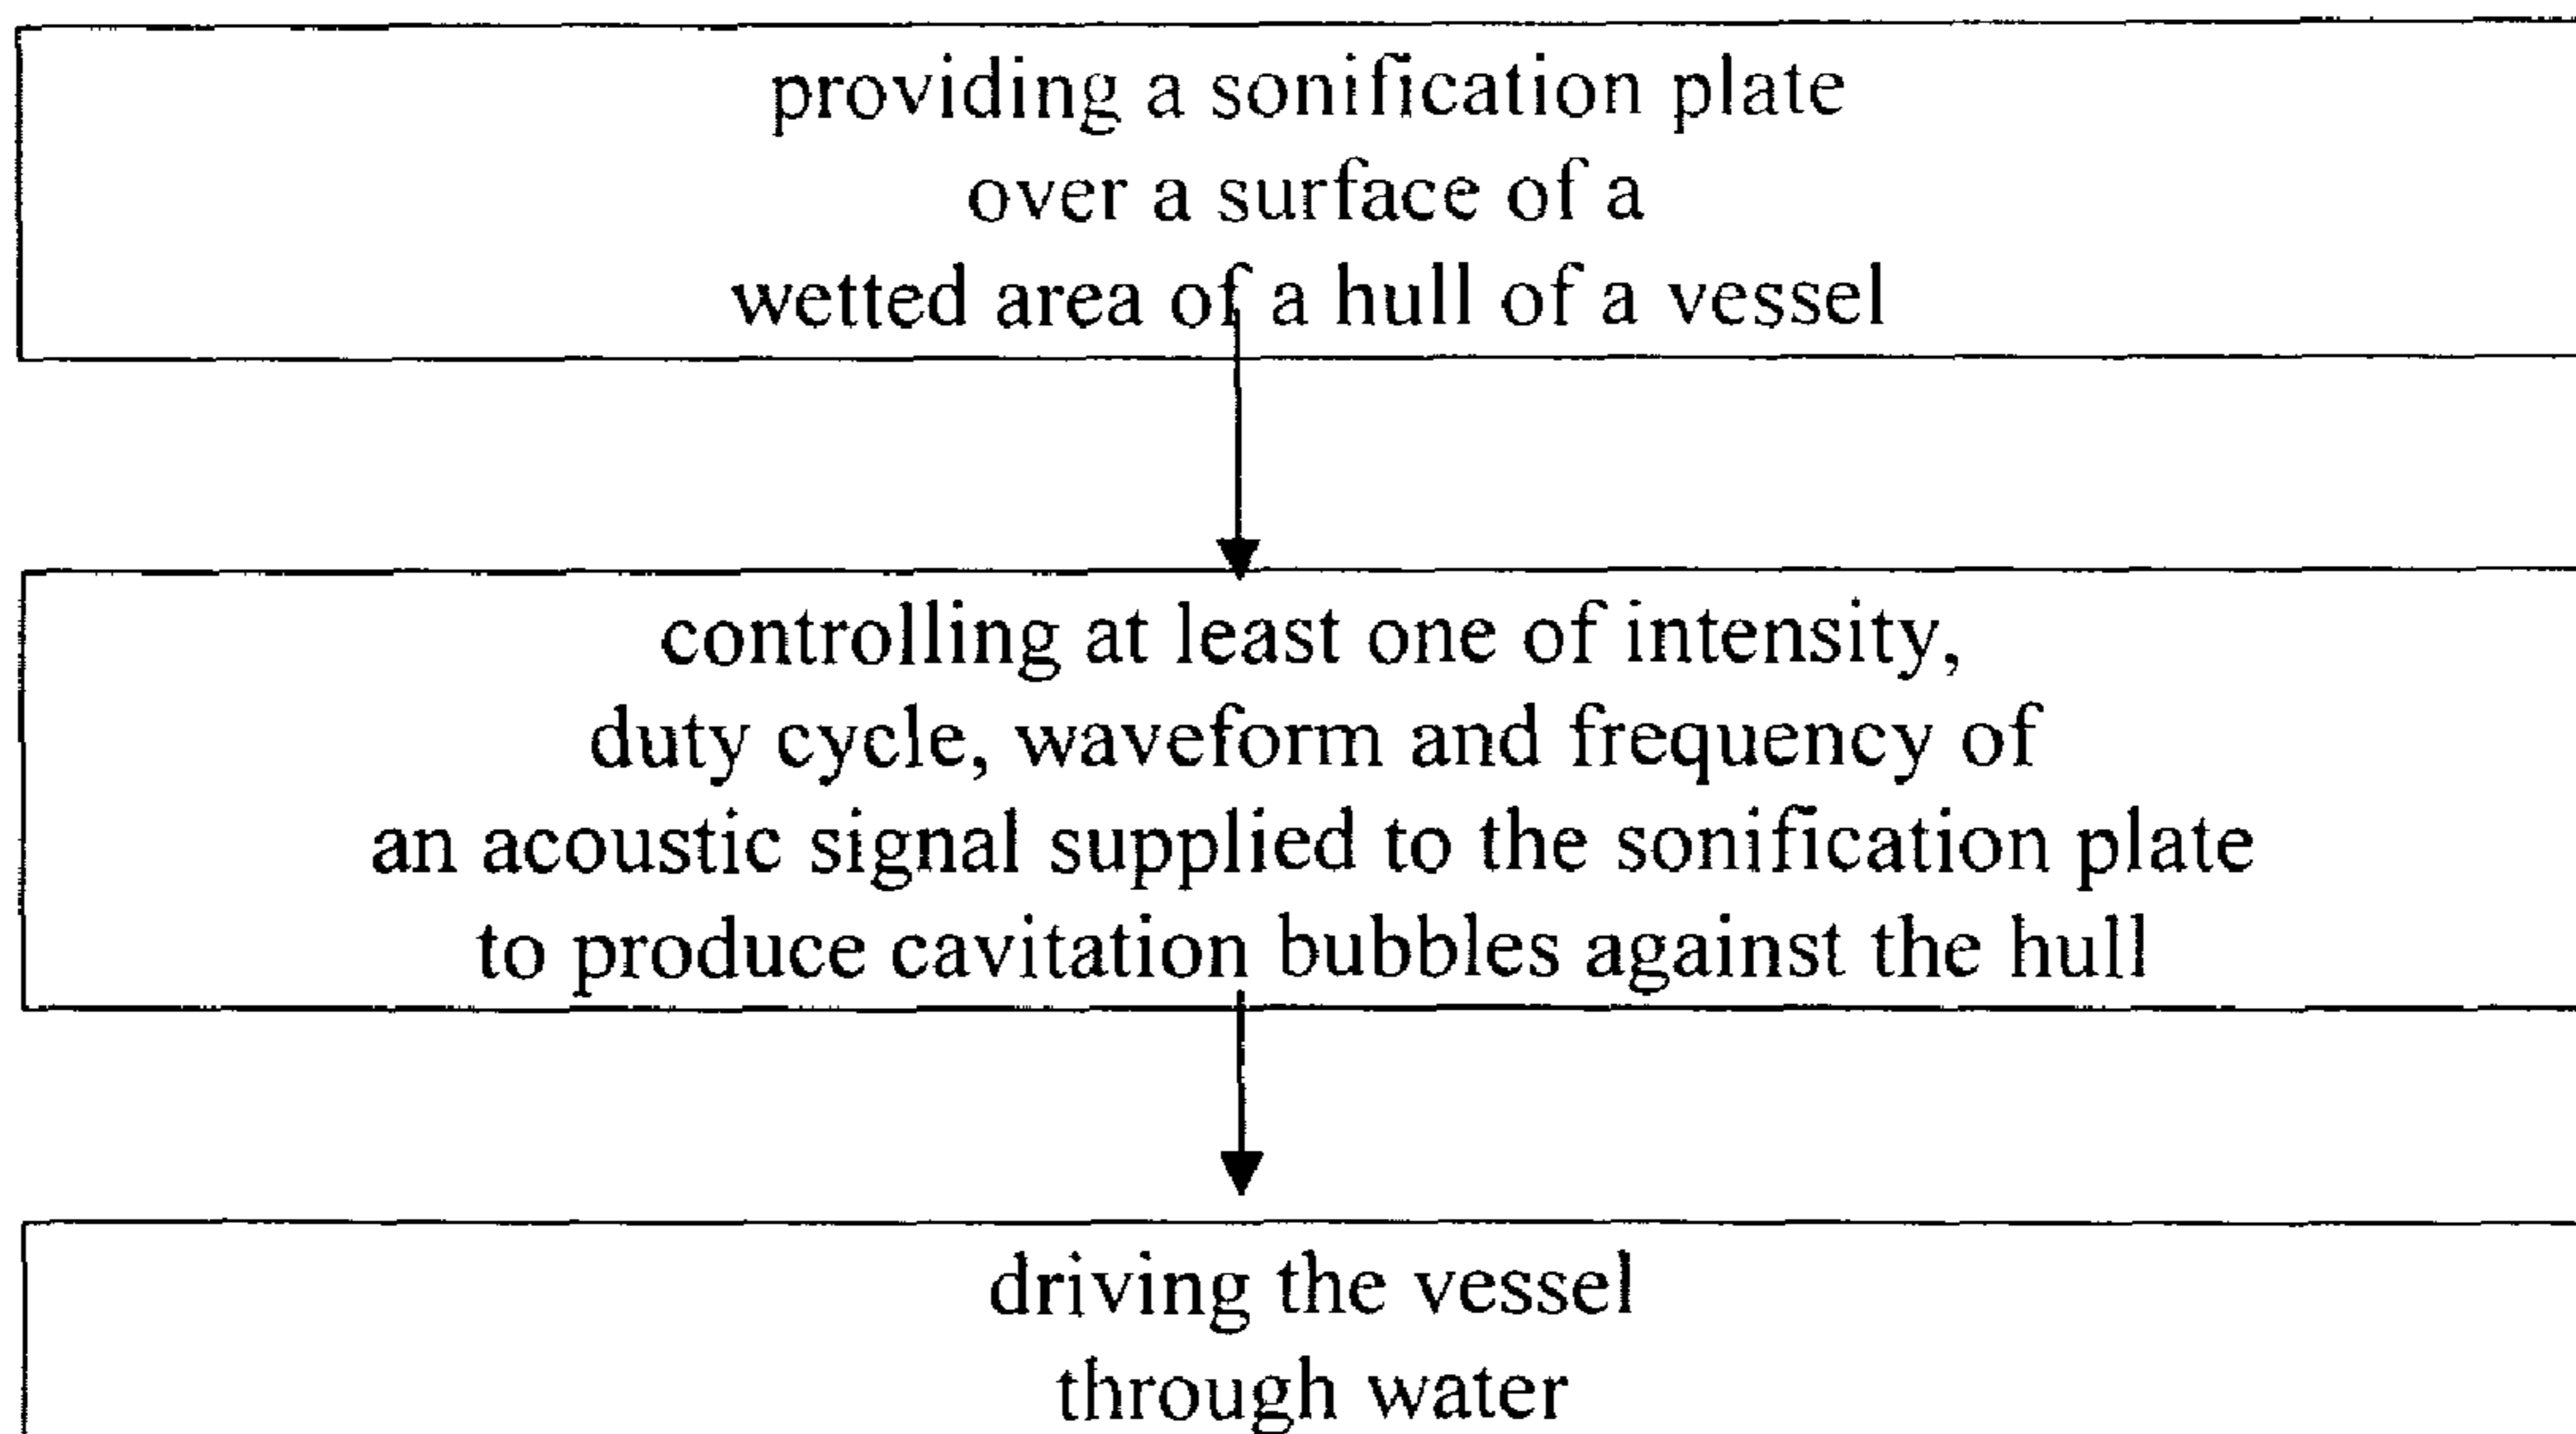 providing a sonification plate
over a surface of a
wetted area of a hull of a vessel
controlling at least one of intensity,
duty cycle, waveform and frequency of
an acoustic signal supplied to the sonification plate
to produce cavitation bubbles against the hull
driving the vessel
through water